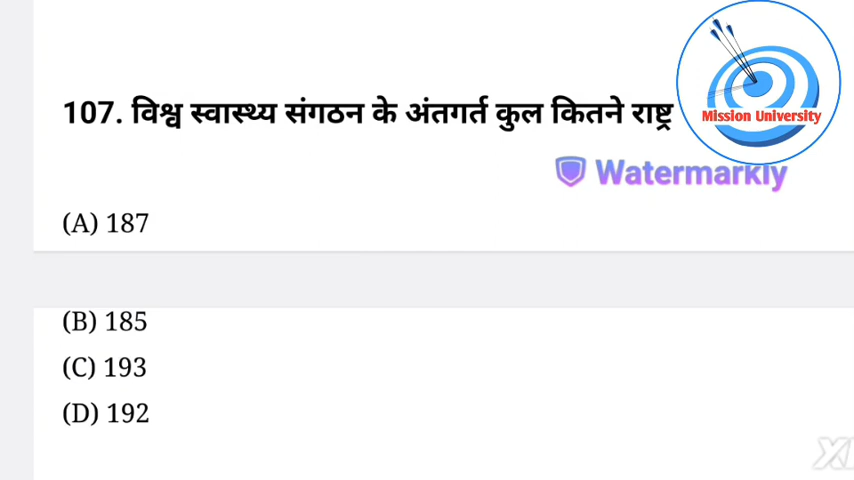 107. विश्व स्वास्थ्य संगठन के अंतगर्त कुल कितने राष्ट्र
Mission University
Watermarkly
(A) 187
(B) 185
(C) 193
(D) 192